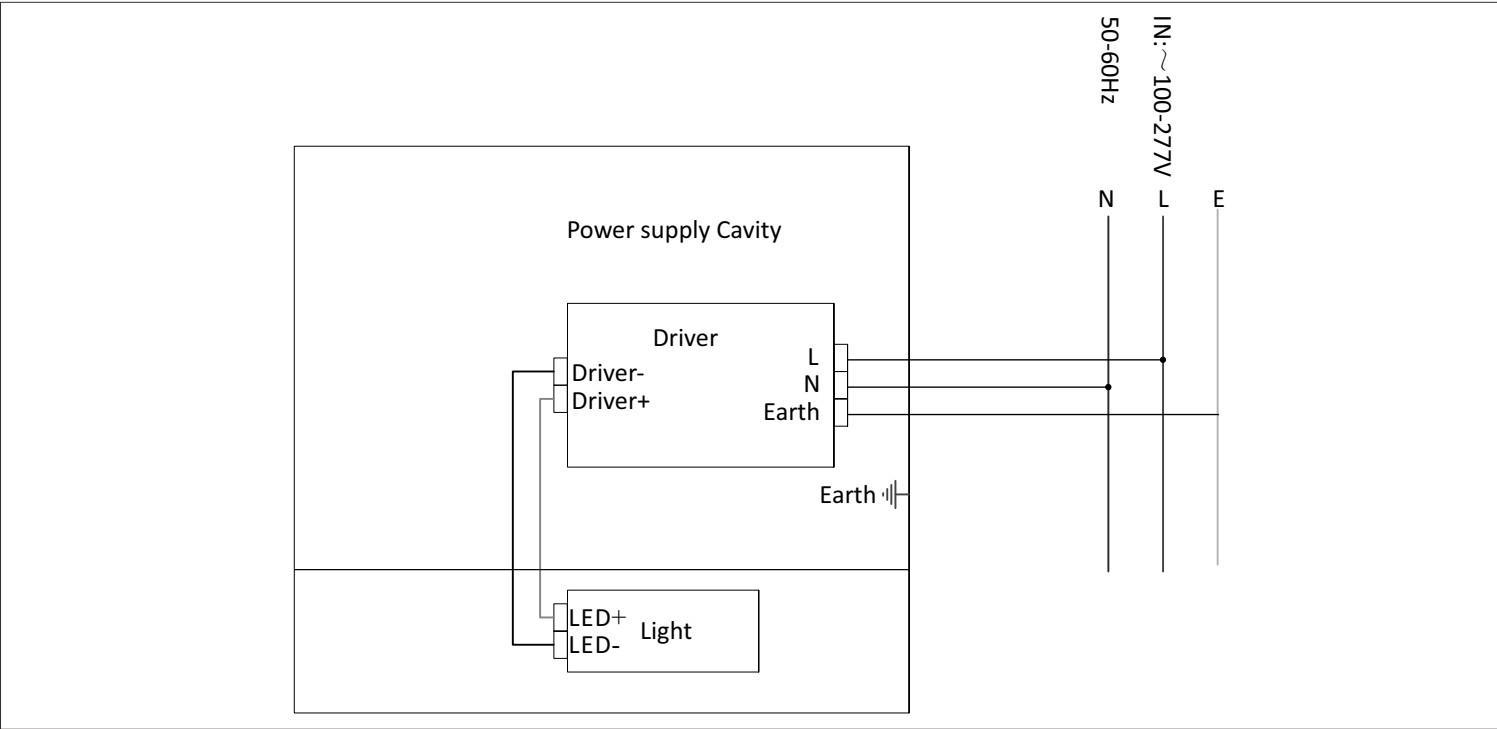 IN:～100-277V
50-60Hz
N L E
Power supply Cavity
Driver
L
Driver-
N
Driver+
Earth
Earth
LED+
Light
LED-